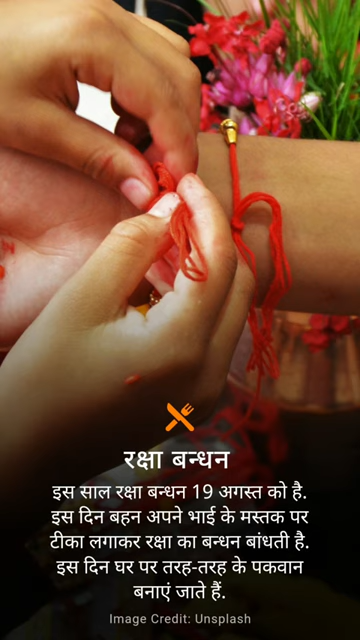 रक्षा बन्धन
इस साल रक्षा बन्धन 19 अगस्त को है.
इस दिन बहन अपने भाई के मस्तक पर
टीका लगाकर रक्षा का बन्धन बांधती है.
इस दिन घर पर तरह-तरह के पकवान
बनाएं जाते हैं.
Image Credit: Unsplash